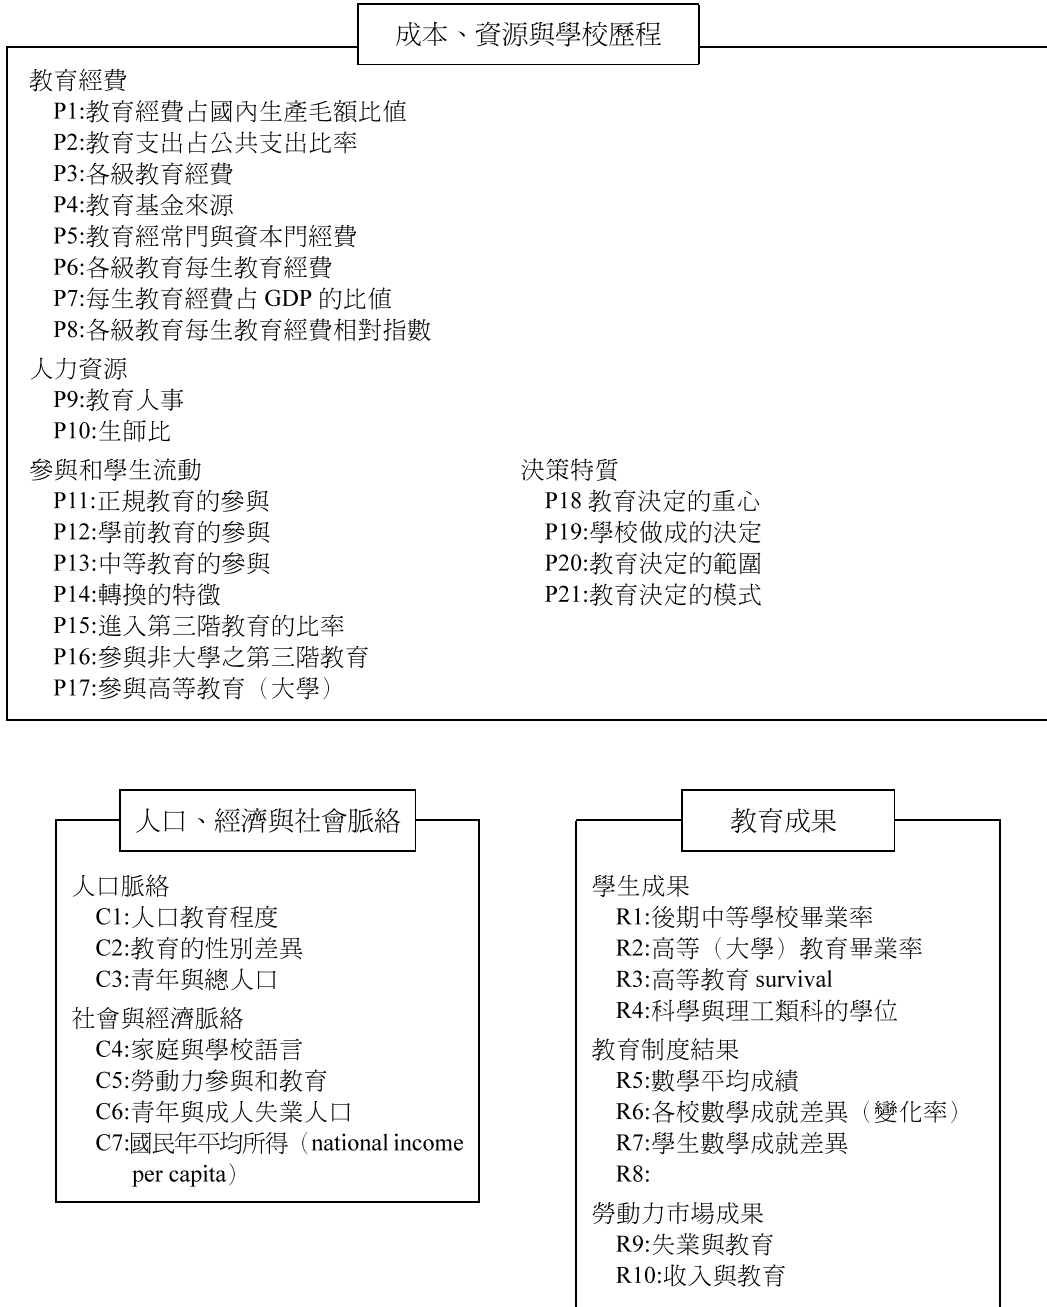 成本、資源與學校歷程
教育經費
P1:教育經費占國內生產毛額比值
P2:教育支出占公共支出比率
P3:各級教育經費
P4:教育基金來源
P5:教育經常門與資本門經費
P6:各級教育每生教育經費
P7:每生教育經費占 GDP 的比值
P8:各級教育每生教育經費相對指數
人力資源
P9:教育人事
P10:生師比
參與和學生流動
P11:正規教育的參與
P12:學前教育的參與
P13:中等教育的參與
P14:轉換的特徵
P15:進入第三階教育的比率
P16:參與非大學之第三階教育
P17:參與高等教育（大學）
決策特質
P18 教育決定的重心
P19:學校做成的決定
P20:教育決定的範圍
P21:教育決定的模式
人口、經濟與社會脈絡
人口脈絡
C1:人口教育程度
C2:教育的性別差異
C3:青年與總人口
社會與經濟脈絡
C4:家庭與學校語言
C5:勞動力參與和教育
C6:青年與成人失業人口
C7:國民年平均所得（national income
per capita）
教育成果
學生成果
R1:後期中等學校畢業率
R2:高等（大學）教育畢業率
R3:高等教育 survival
R4:科學與理工類科的學位
教育制度結果
R5:數學平均成績
R6:各校數學成就差異（變化率）
R7:學生數學成就差異
R8:
勞動力市場成果
R9:失業與教育
R10:收入與教育